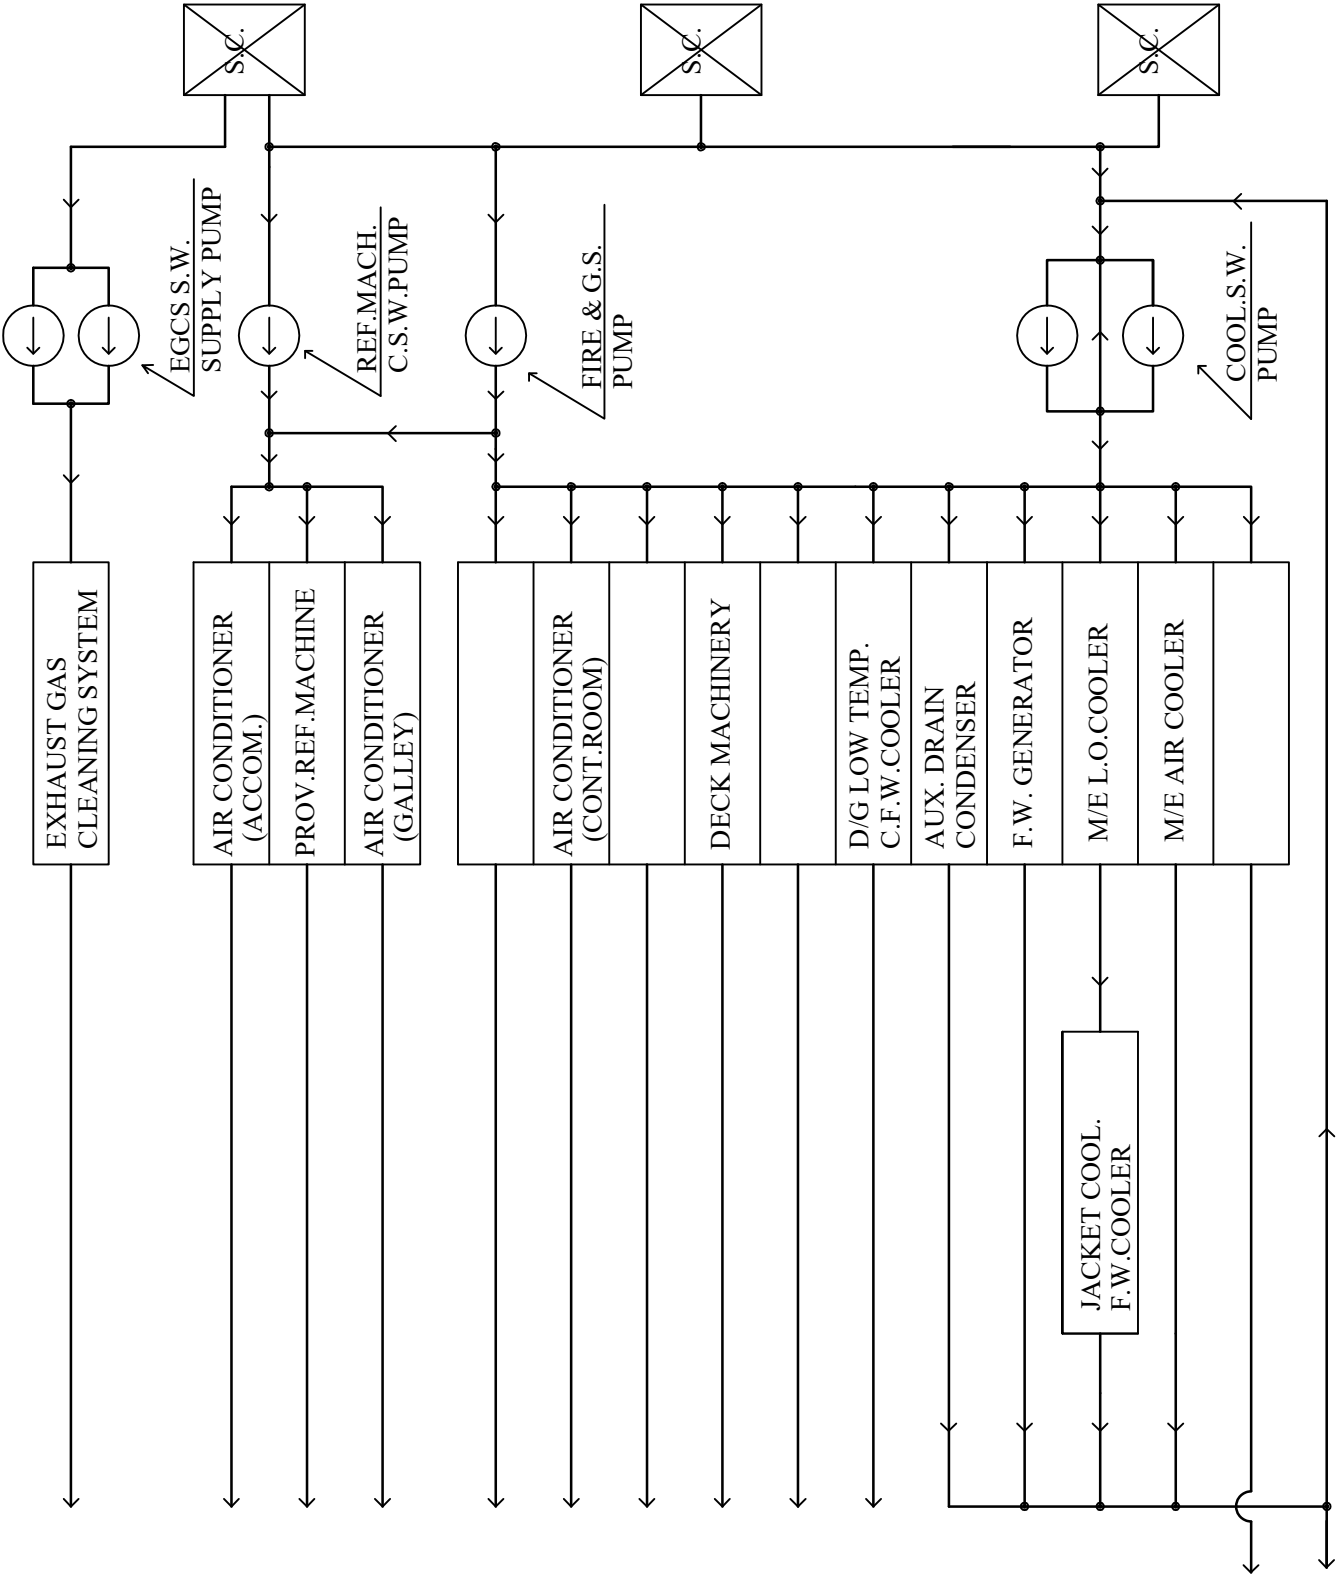 S.C.
S.C.
S.C.
EGCS S.W.
SUPPLY PUMP
REF.MACH.
C.S.W.PUMP
FIRE & G.S.
PUMP
COOL.S.W.
PUMP
EXHAUST GAS
CLEANING SYSTEM
AIR CONDITIONER
(ACCOM.)
PROV.REF.MACHINE
AIR CONDITIONER
(GALLEY)
AIR CONDITIONER
(CONT.ROOM)
DECK MACHINERY
D/G LOW TEMP.
C.F.W.COOLER
AUX. DRAIN
CONDENSER
F.W. GENERATOR
M/E L.O.COOLER
M/E AIR COOLER
JACKET COOL.
F.W.COOLER